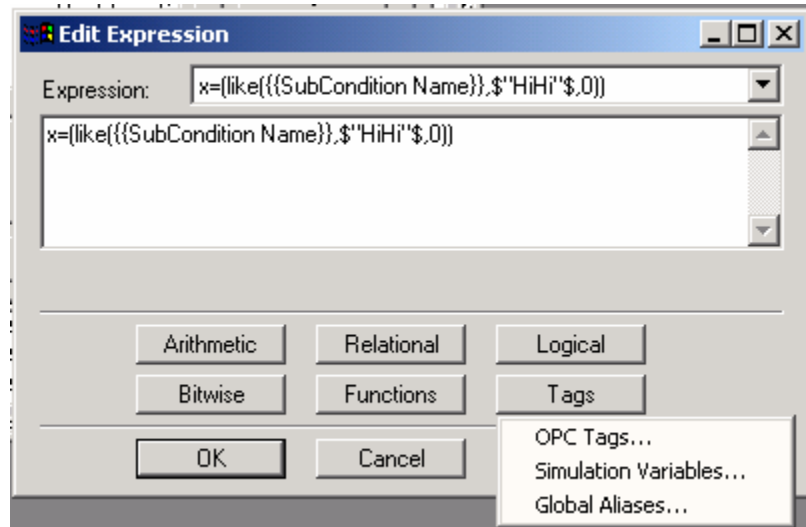 Edit Expression
Expression: x=(like({{SubCondition Name}},$"HiHi"$,0))
x=(like({{SubCondition Name}},$"HiHi"$,0))
Arithmetic Relational Logical
Bitwise Functions Tags
OK Cancel
OPC Tags...
Simulation Variables...
Global Aliases...